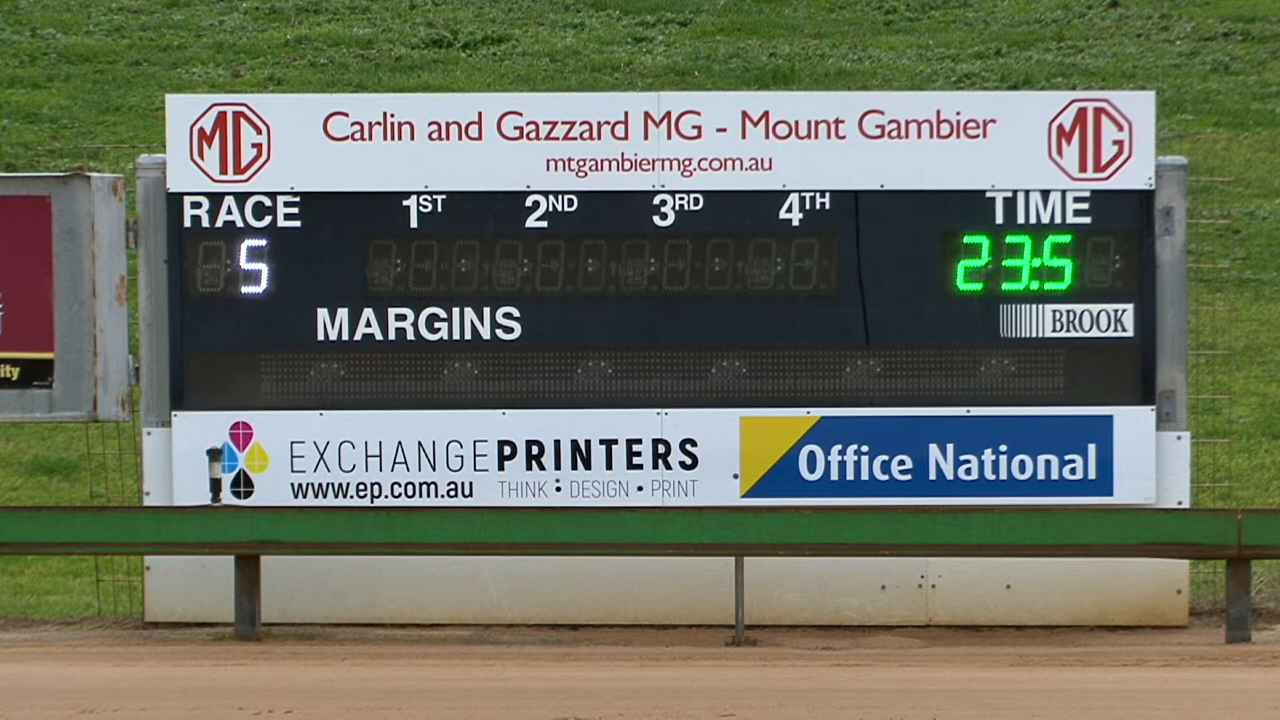 MG Carlin and Gazzard MG - Mount Gambier MG
mtgambiermg.com.au
RACE 1ST 2ND 3RD 4TH TIME
5 23:5
MARGINS BROOK
ity
EXCHANGEPRINTERS Office National
www.ep.com.au THINK • DESIGN • PRINT